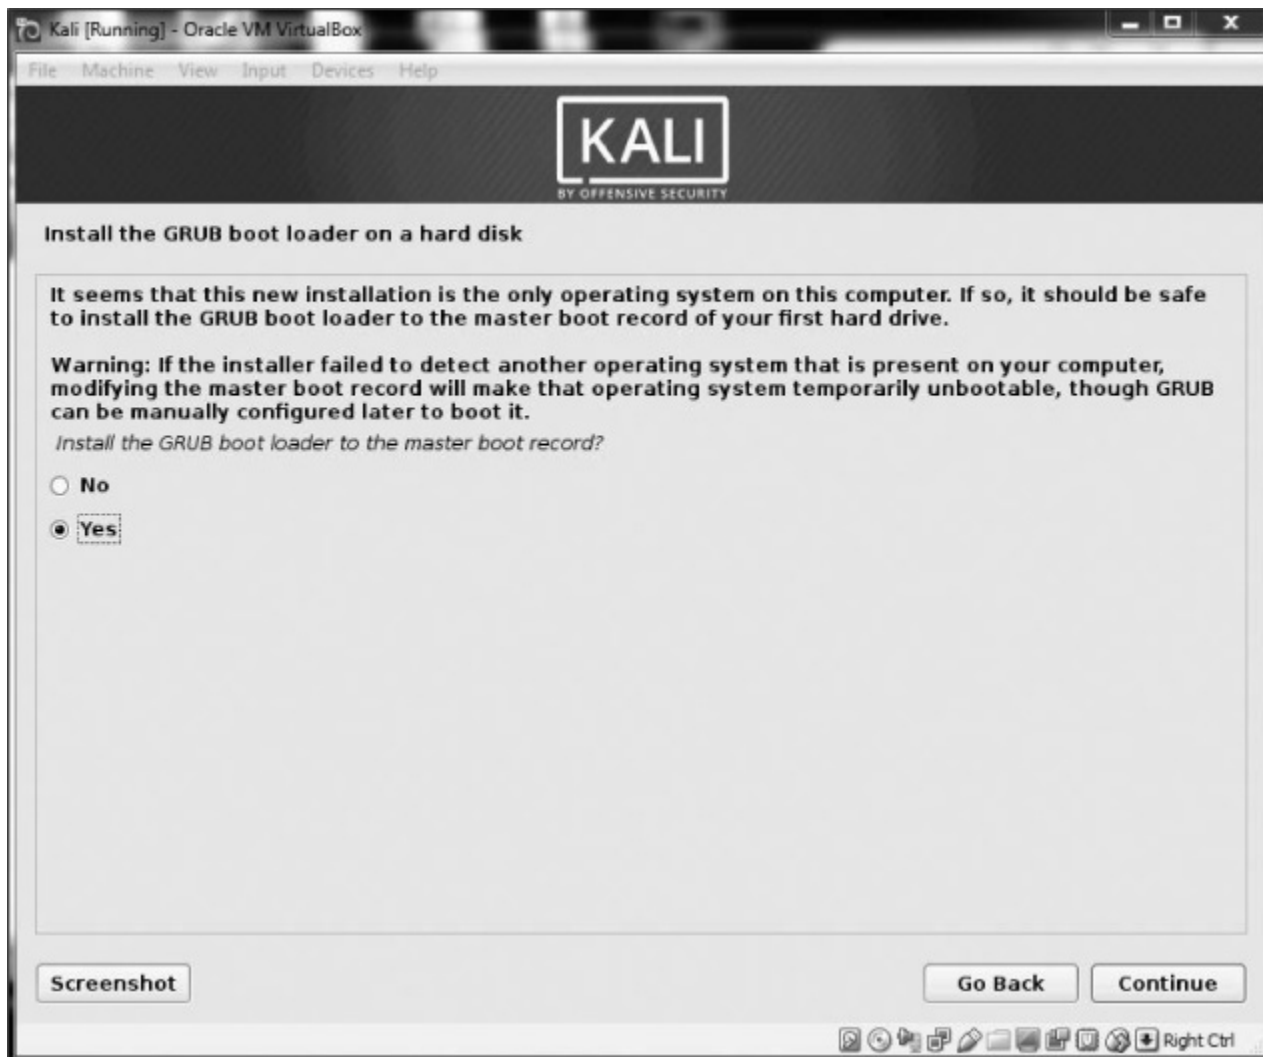 Kali [Running] - Oracle VM VirtualBox
File Machine View Input Devices Help
KALI
BY OFFENSIVE SECURITY
Install the GRUB boot loader on a hard disk
It seems that this new installation is the only operating system on this computer. If so, it should be safe
to install the GRUB boot loader to the master boot record of your first hard drive.
Warning: If the installer failed to detect another operating system that is present on your computer,
modifying the master boot record will make that operating system temporarily unbootable, though GRUB
can be manually configured later to boot it.
Install the GRUB boot loader to the master boot record?
No
Yes
Screenshot
Go Back
Continue
Right Ctrl